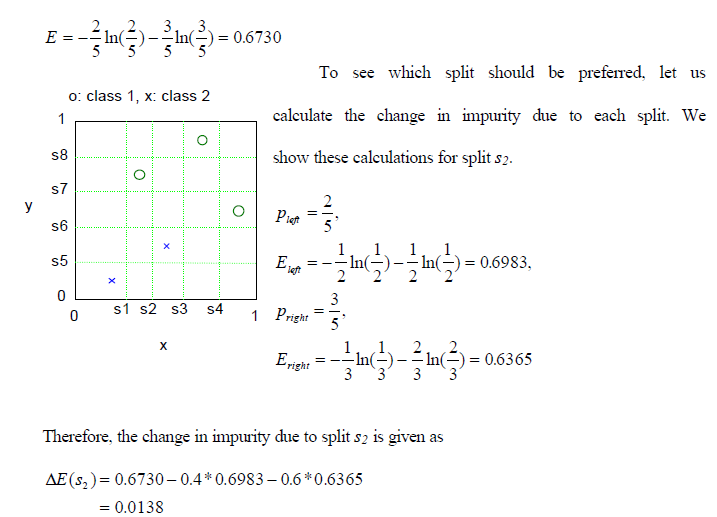 E = -\frac{2}{5}\ln(\frac{2}{5}) - \frac{3}{5}\ln(\frac{3}{5}) = 0.6730
o: class 1, x: class 2
1
s8
s7
y
s6
s5
0
0
s1 s2 s3 s4
1
x
To see which split should be preferred, let us
calculate the change in impurity due to each split. We
show these calculations for split s_2.
P_{left} = \frac{2}{5},
E_{left} = -\frac{1}{2}\ln(\frac{1}{2}) - \frac{1}{2}\ln(\frac{1}{2}) = 0.6983,
P_{right} = \frac{3}{5},
E_{right} = -\frac{1}{3}\ln(\frac{1}{3}) - \frac{2}{3}\ln(\frac{2}{3}) = 0.6365
Therefore, the change in impurity due to split s_2 is given as
ΔE(s_2) = 0.6730 – 0.4 * 0.6983 – 0.6 * 0.6365
= 0.0138